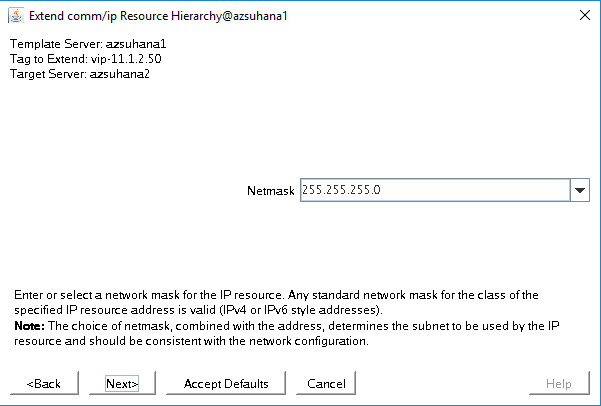 Extend comm/ip Resource Hierarchy@azsuhana1
Template Server: azsuhana1
Tag to Extend: vip-11.1.2.50
Target Server: azsuhana2
Netmask 255.255.255.0
Enter or select a network mask for the IP resource. Any standard network mask for the class of the
specified IP resource address is valid (IPv4 or IPv6 style addresses).
Note: The choice of netmask, combined with the address, determines the subnet to be used by the IP
resource and should be consistent with the network configuration.
<Back Next> Accept Defaults Cancel Help